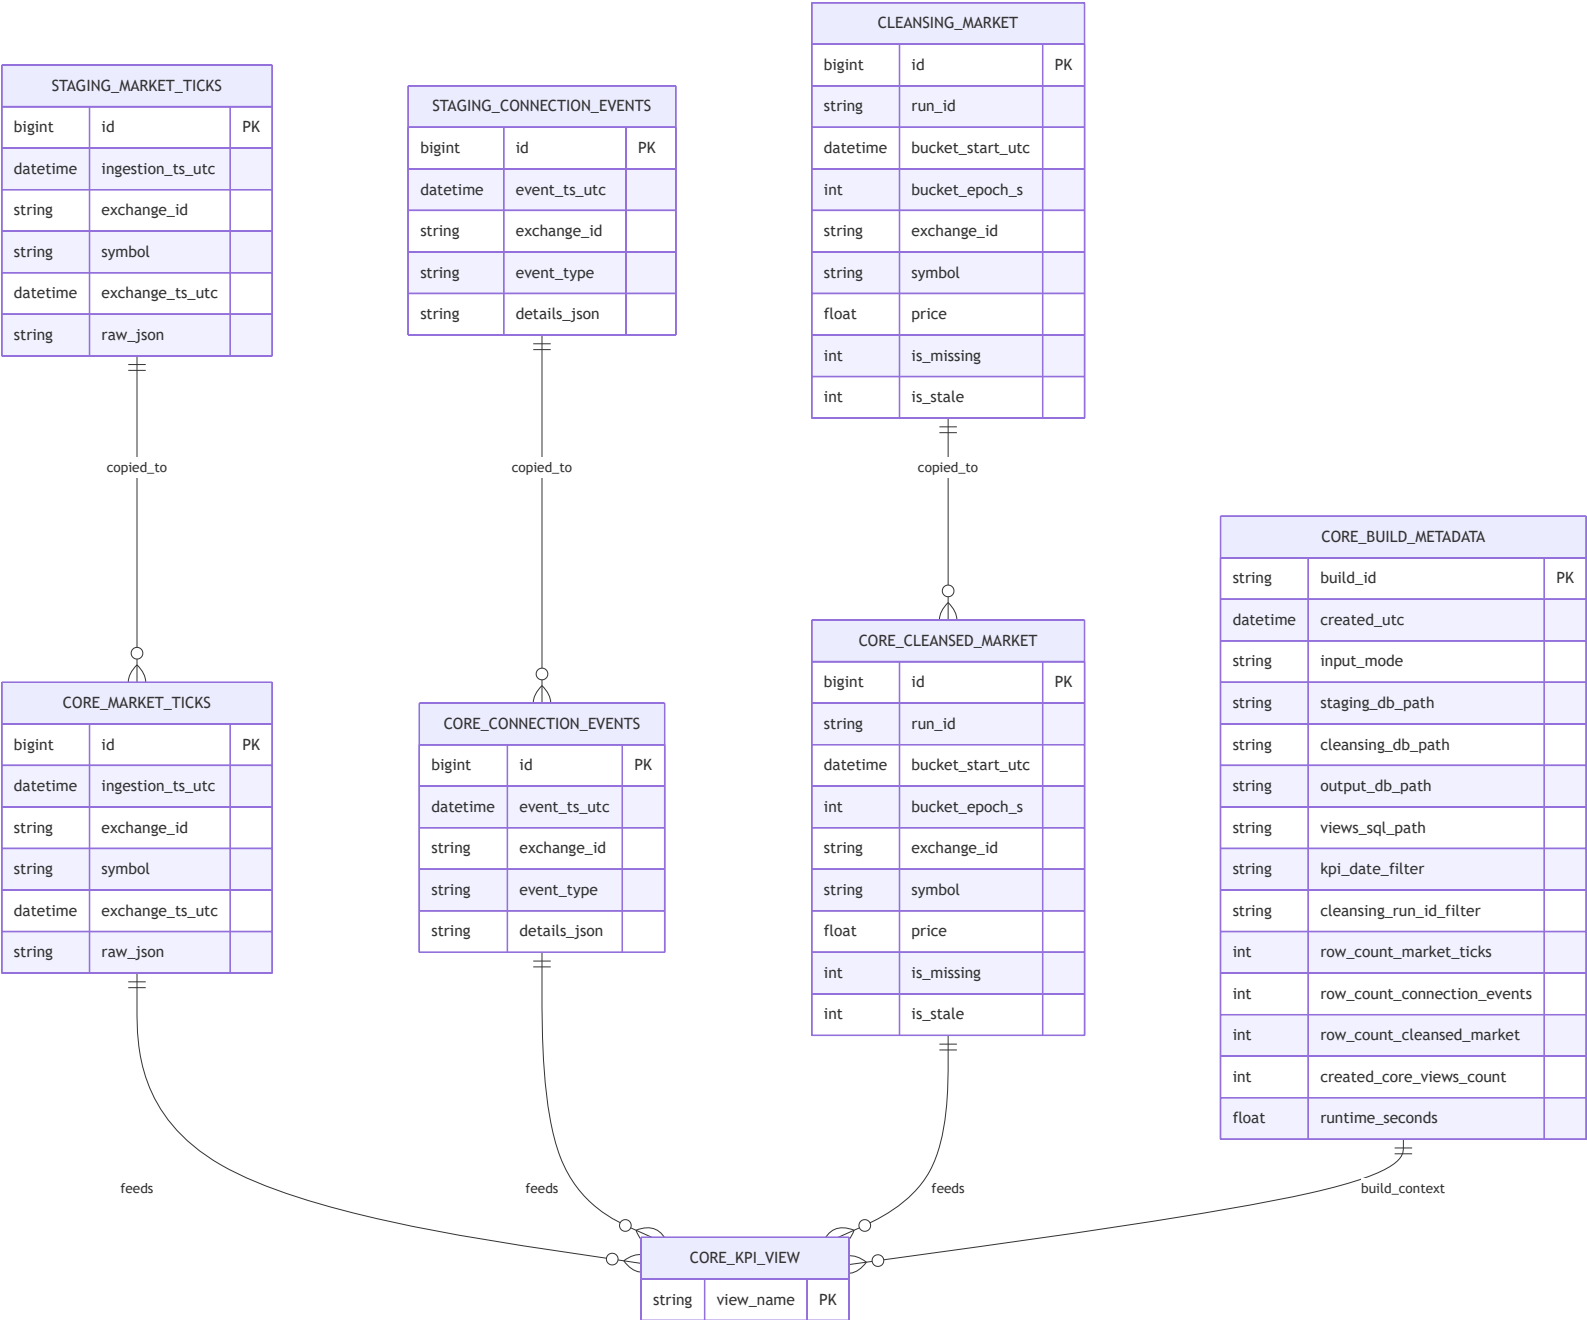 STAGING_MARKET_TICKS
bigint id PK
datetime ingestion_ts_utc
string exchange_id
string symbol
datetime exchange_ts_utc
string raw_json
STAGING_CONNECTION_EVENTS
bigint id PK
datetime event_ts_utc
string exchange_id
string event_type
string details_json
CLEANSING_MARKET
bigint id PK
string run_id
datetime bucket_start_utc
int bucket_epoch_s
string exchange_id
string symbol
float price
int is_missing
int is_stale
copied_to
copied_to
copied_to
CORE_MARKET_TICKS
bigint id PK
datetime ingestion_ts_utc
string exchange_id
string symbol
datetime exchange_ts_utc
string raw_json
CORE_CONNECTION_EVENTS
bigint id PK
datetime event_ts_utc
string exchange_id
string event_type
string details_json
CORE_CLEANSED_MARKET
bigint id PK
string run_id
datetime bucket_start_utc
int bucket_epoch_s
string exchange_id
string symbol
float price
int is_missing
int is_stale
CORE_BUILD_METADATA
string build_id PK
datetime created_utc
string input_mode
string staging_db_path
string cleansing_db_path
string output_db_path
string views_sql_path
string kpi_date_filter
string cleansing_run_id_filter
int row_count_market_ticks
int row_count_connection_events
int row_count_cleansed_market
int created_core_views_count
float runtime_seconds
feeds
feeds
feeds
build_context
CORE_KPI_VIEW
string view_name PK